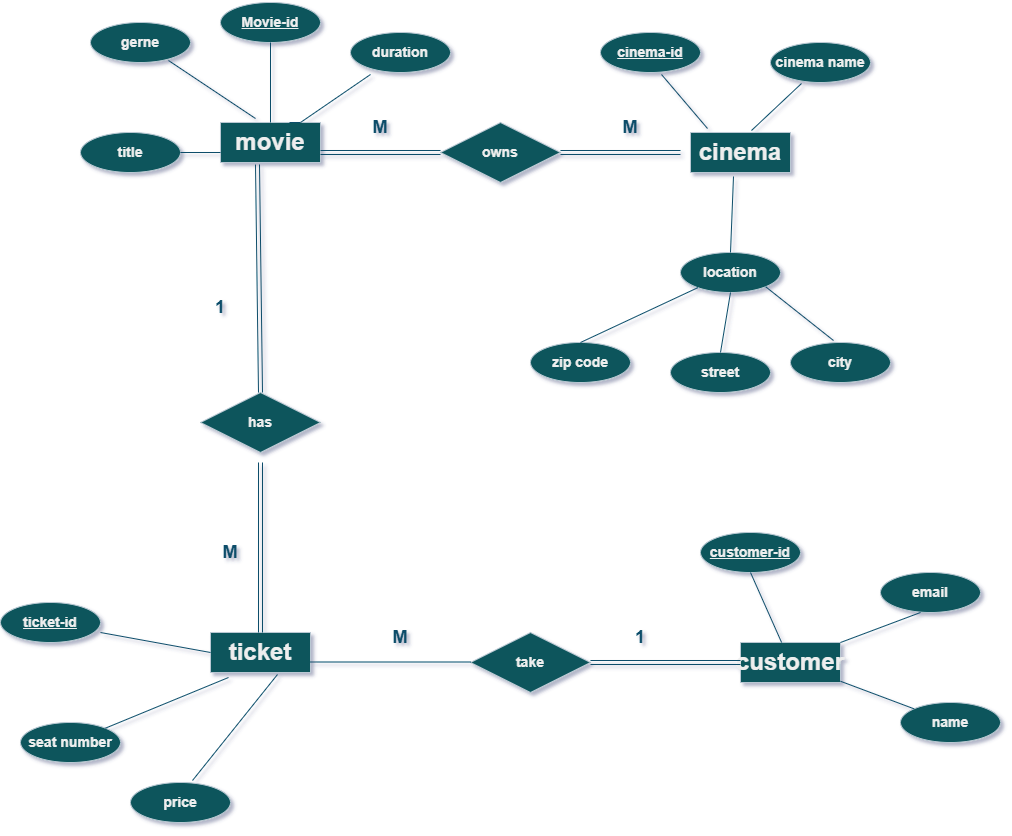 Movie-id
gerne
duration
cinema-id
cinema name
movie
M
M
title
owns
cinema
location
1
zip code
street
city
has
M
customer-id
email
ticket-id
ticket
M
1
take
customer
name
seat number
price